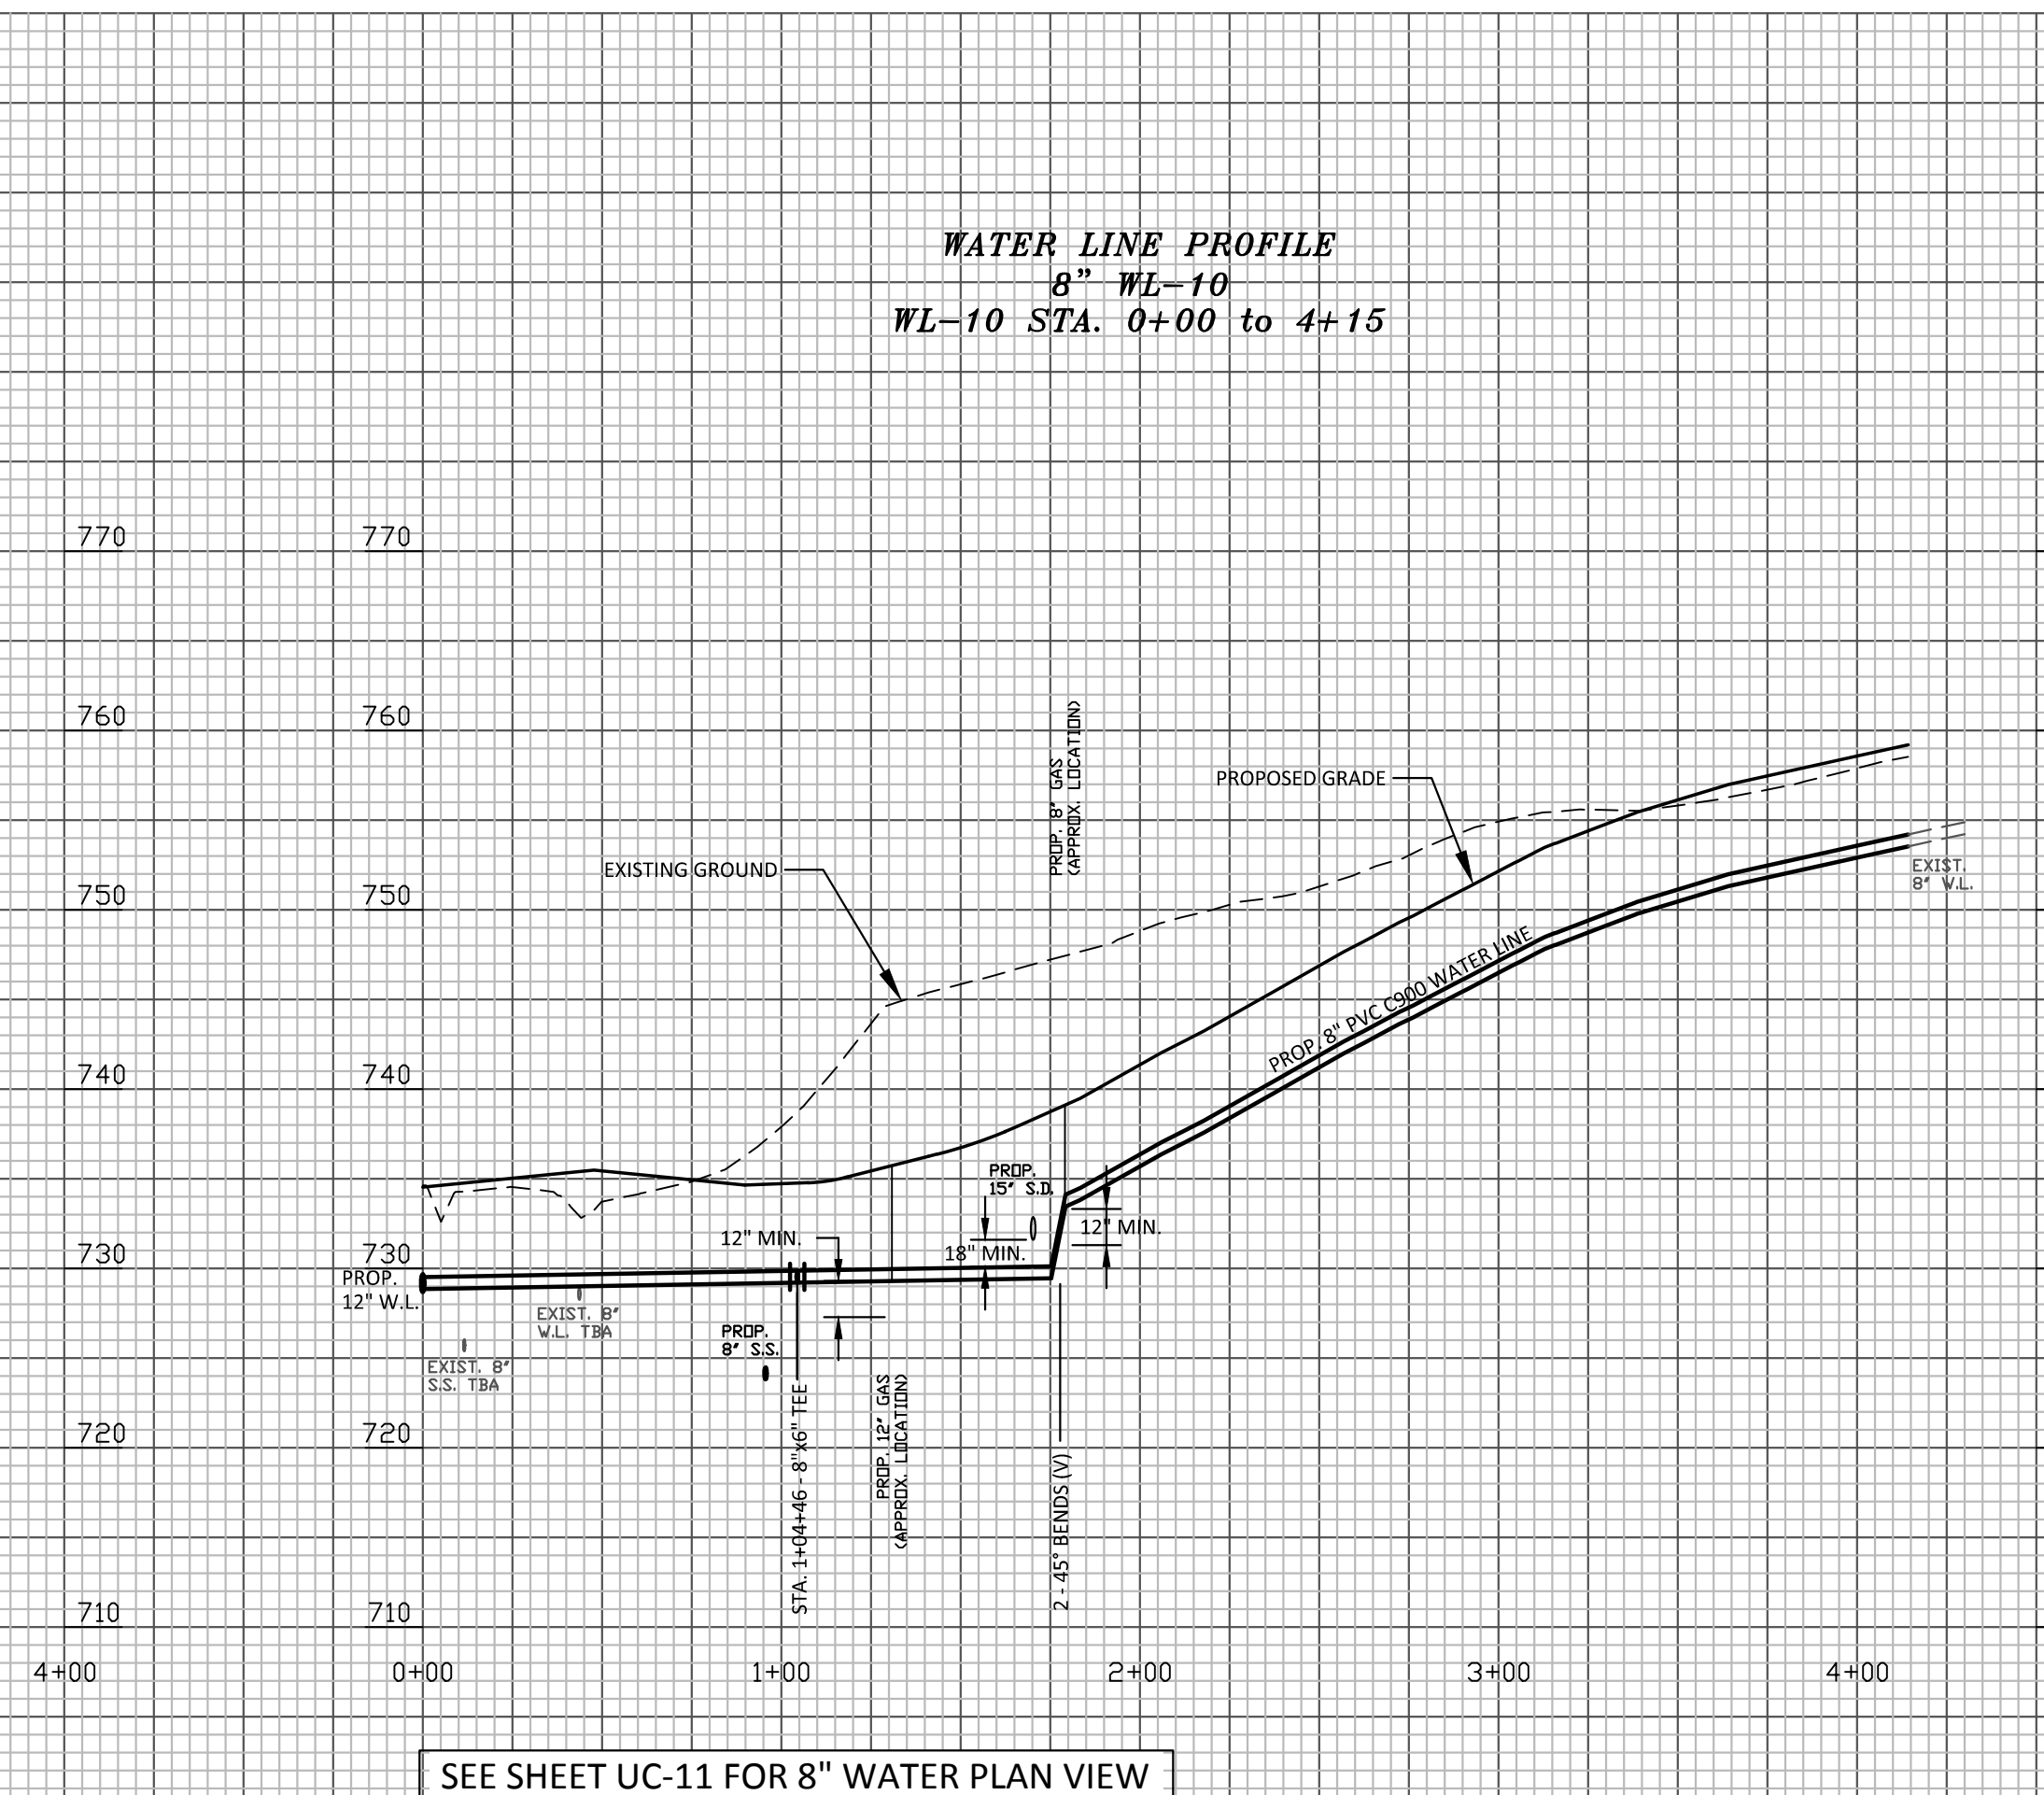 WATER LINE PROFILE
8" WL-10
WL-10 STA. 0+00 to 4+15
770
770
760
760
750
750
740
740
730
730
720
720
710
710
PROP. 8" GAS
(APPROX. LOCATION)
PROPOSED GRADE
EXISTING GROUND
EXIST.
8" W.L.
PROP. 8" PVC C900 WATER LINE
PROP.
15" S.D.
12" MIN.
18" MIN.
12" MIN.
PROP.
12" W.L.
EXIST. 8"
W.L. TBA
PROP.
8" S.S.
EXIST. 8"
S.S. TBA
STA. 1+04+46 - 8"x6" TEE
PROP. 12" GAS
(APPROX. LOCATION)
2 - 45° BENDS (V)
4+00
0+00
1+00
2+00
3+00
4+00
SEE SHEET UC-11 FOR 8" WATER PLAN VIEW